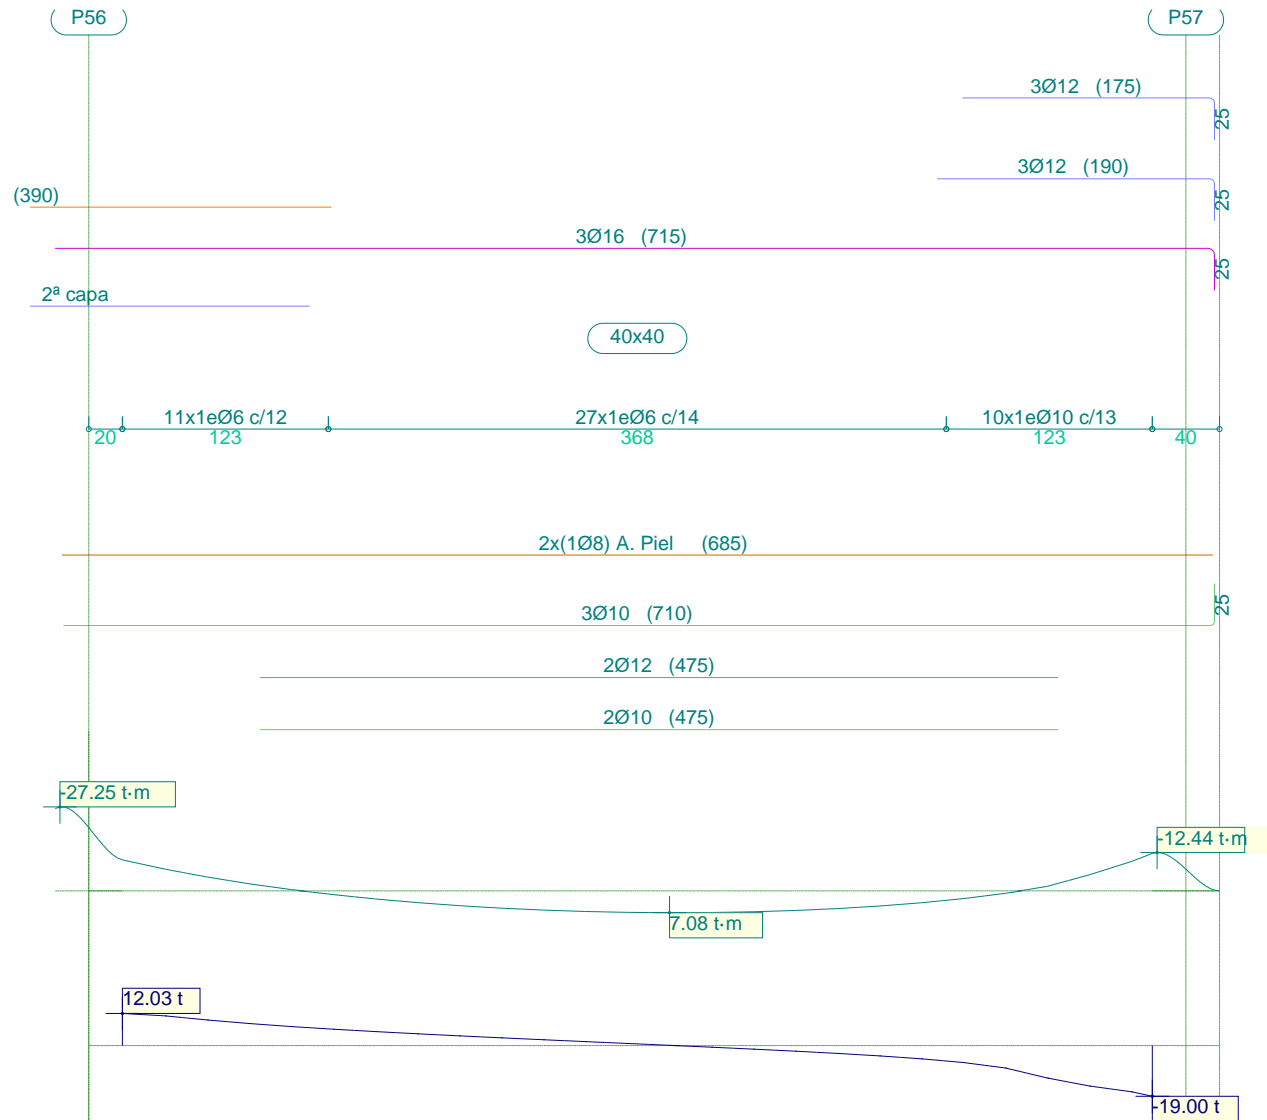 P56
P57
3Ø12 (175)
25
3Ø12 (190)
25
(390)
3Ø16 (715)
25
2ª capa
40x40
11x1eØ6 c/12
27x1eØ6 c/14
10x1eØ10 c/13
20
123
368
123
40
2x(1Ø8) A. Piel (685)
3Ø10 (710)
25
2Ø12 (475)
2Ø10 (475)
-27.25 t·m
-12.44 t·m
7.08 t·m
12.03 t
-19.00 t